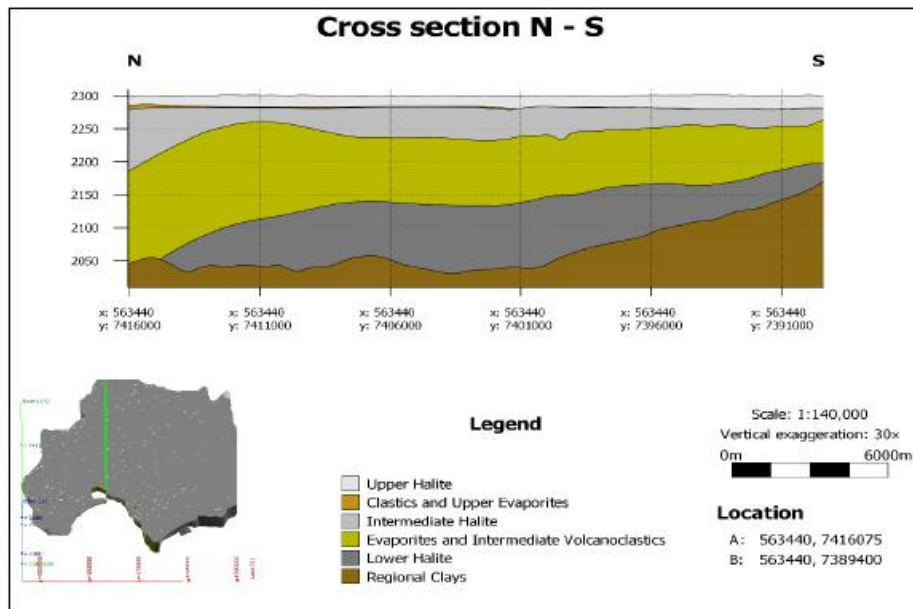 Cross section N - S
N
S
2300
2250
2200
2150
2100
2050
x: 563440
y: 7416000
x: 563440
y: 7411000
x: 563440
y: 7406000
x: 563440
y: 7401000
x: 563440
y: 7396000
x: 563440
y: 7391000
Legend
Upper Halite
Clastics and Upper Evaporites
Intermediate Halite
Evaporites and Intermediate Volcanoclastics
Lower Halite
Regional Clays
Scale: 1:140,000
Vertical exaggeration: 30x
0m 6000m
Location
A: 563440, 7416075
B: 563440, 7389400